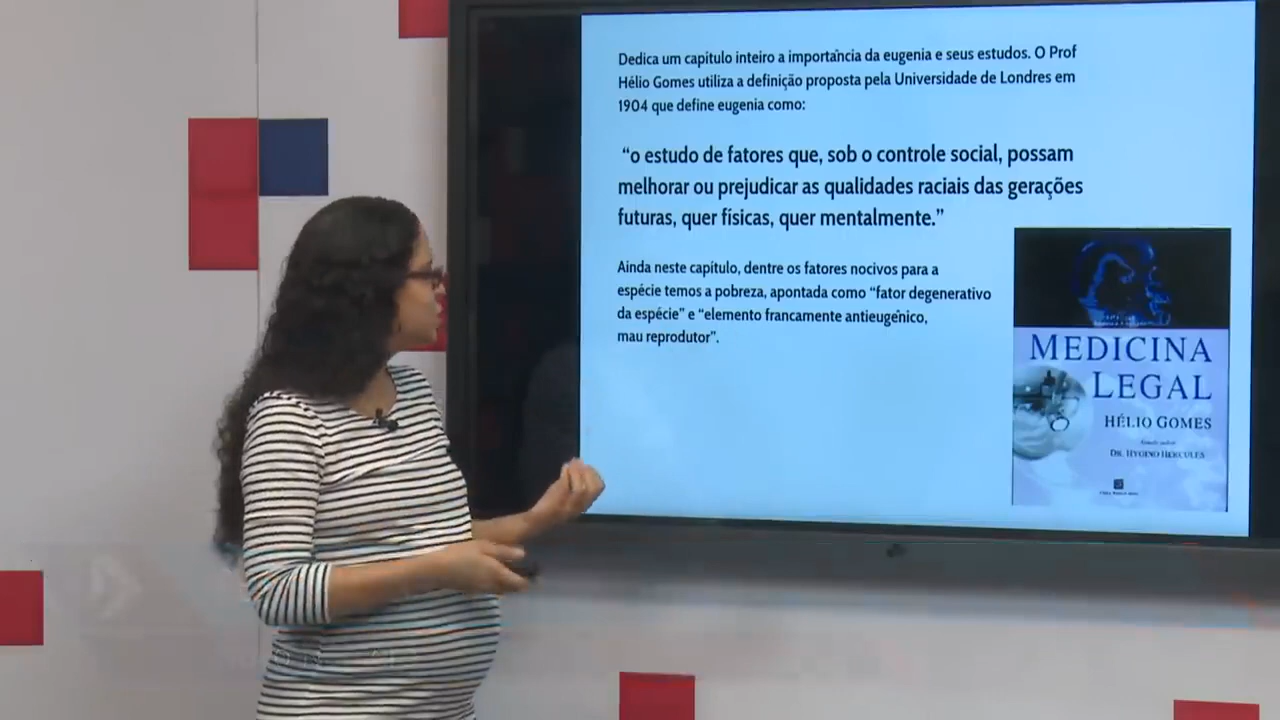 Dedica um capítulo inteiro a importância da eugenia e seus estudos. O Prof
Hélio Gomes utiliza a definição proposta pela Universidade de Londres em
1904 que define eugenia como:
“o estudo de fatores que, sob o controle social, possam
melhorar ou prejudicar as qualidades raciais das gerações
futuras, quer físicas, quer mentalmente.”
Ainda neste capítulo, dentre os fatores nocivos para a
espécie temos a pobreza, apontada como “fator degenerativo
da espécie” e “elemento francamente antieugênico,
mau reprodutor”.
MEDICINA
LEGAL
HÉLIO GOMES
DR. HYGINO HERCULES